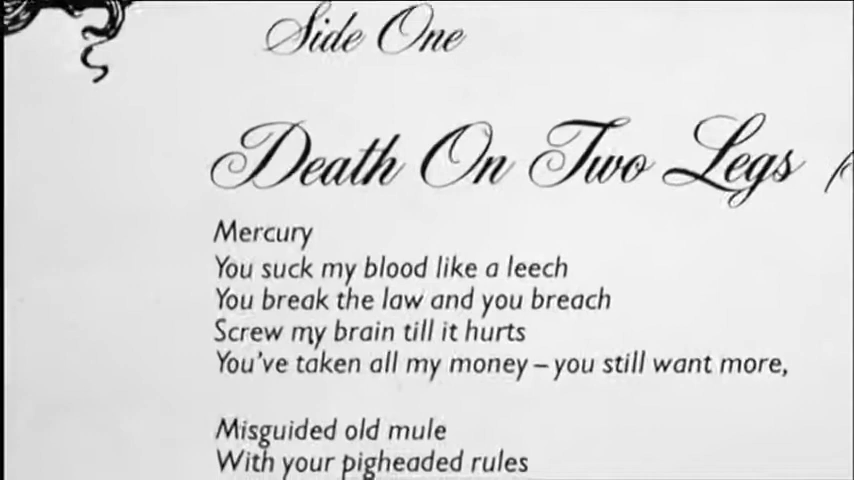 Side One
Death On Two Legs (
Mercury
You suck my blood like a leech
You break the law and you breach
Screw my brain till it hurts
You've taken all my money – you still want more,
Misguided old mule
With your pigheaded rules